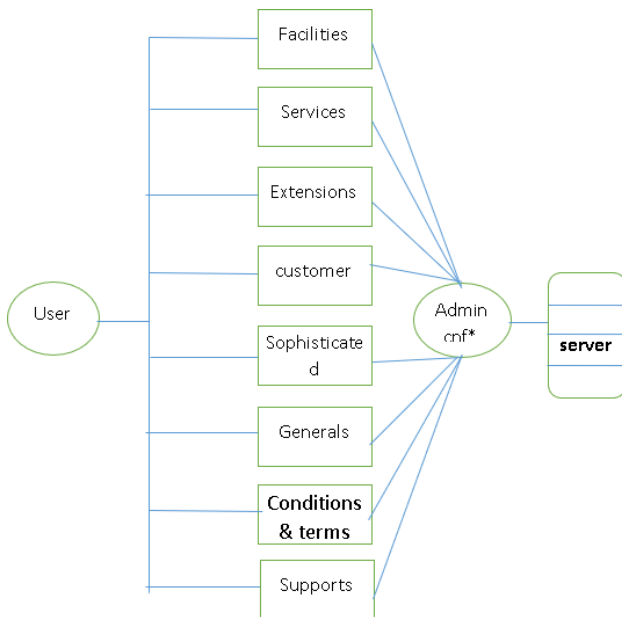 Facilities
Services
Extensions
customer
User
Admin
cnf*
server
Sophisticate
d
Generals
Conditions
& terms
Supports